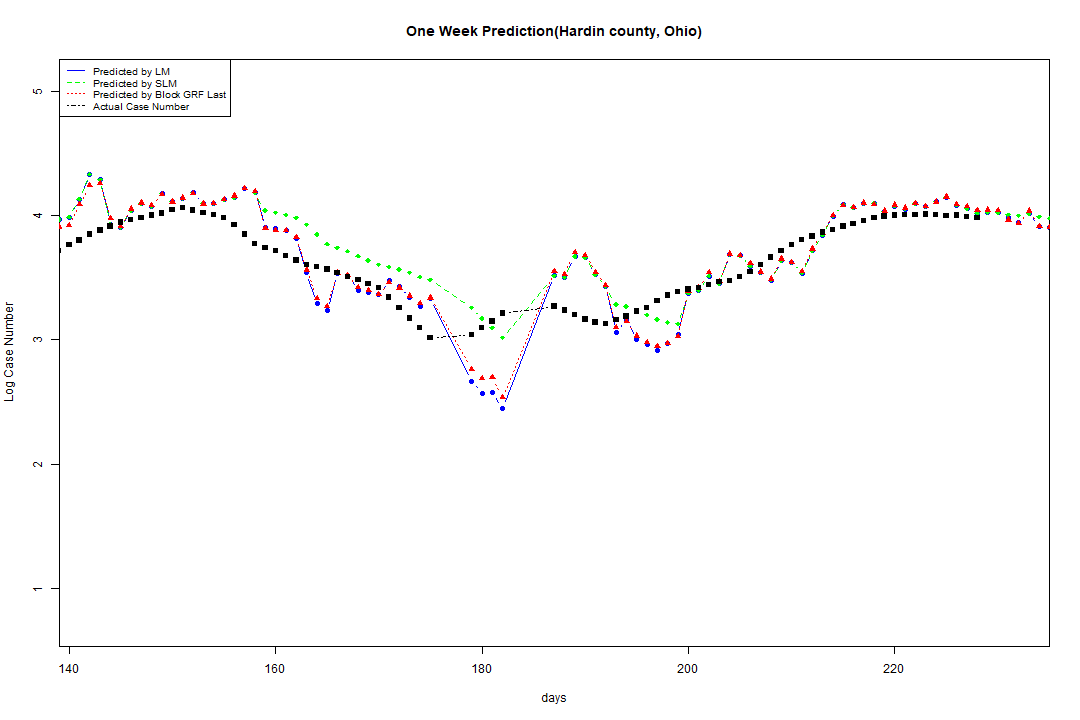 One Week Prediction(Hardin county, Ohio)
Predicted by LM
Predicted by SLM
Predicted by Block GRF Last
Actual Case Number
5
4
3
2
1
Log Case Number
140 160 180 200 220
days